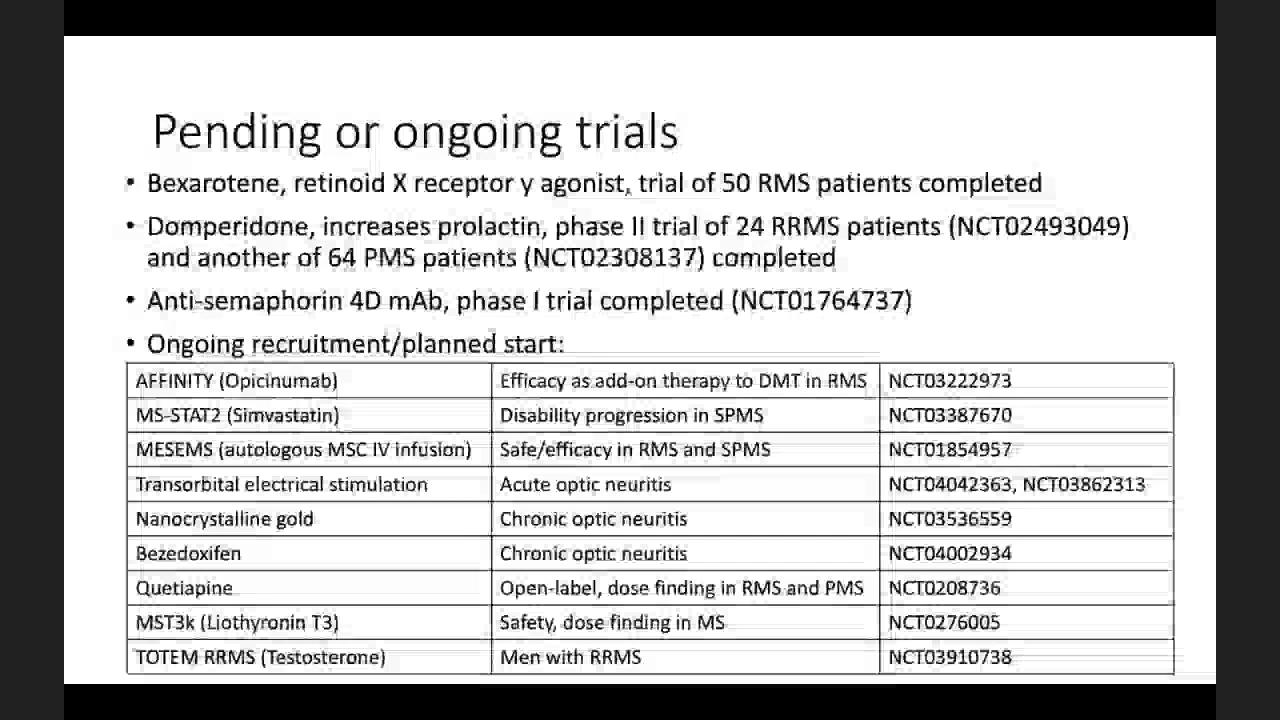 Pending or ongoing trials
• Bexarotene, retinoid X receptor γ agonist, trial of 50 RMS patients completed
• Domperidone, increases prolactin, phase II trial of 24 RRMS patients (NCT02493049)
and another of 64 PMS patients (NCT02308137) completed
• Anti-semaphorin 4D mAb, phase I trial completed (NCT01764737)
• Ongoing recruitment/planned start:
AFFINITY (Opicinumab) Efficacy as add-on therapy to DMT in RMS NCT03222973
MS-STAT2 (Simvastatin) Disability progression in SPMS NCT03387670
MESEMS (autologous MSC IV infusion) Safe/efficacy in RMS and SPMS NCT01854957
Transorbital electrical stimulation Acute optic neuritis NCT04042363, NCT03862313
Nanocrystalline gold Chronic optic neuritis NCT03536559
Bezedoxifen Chronic optic neuritis NCT04002934
Quetiapine Open-label, dose finding in RMS and PMS NCT0208736
MST3k (Liothyronin T3) Safety, dose finding in MS NCT0276005
TOTEM RRMS (Testosterone) Men with RRMS NCT03910738